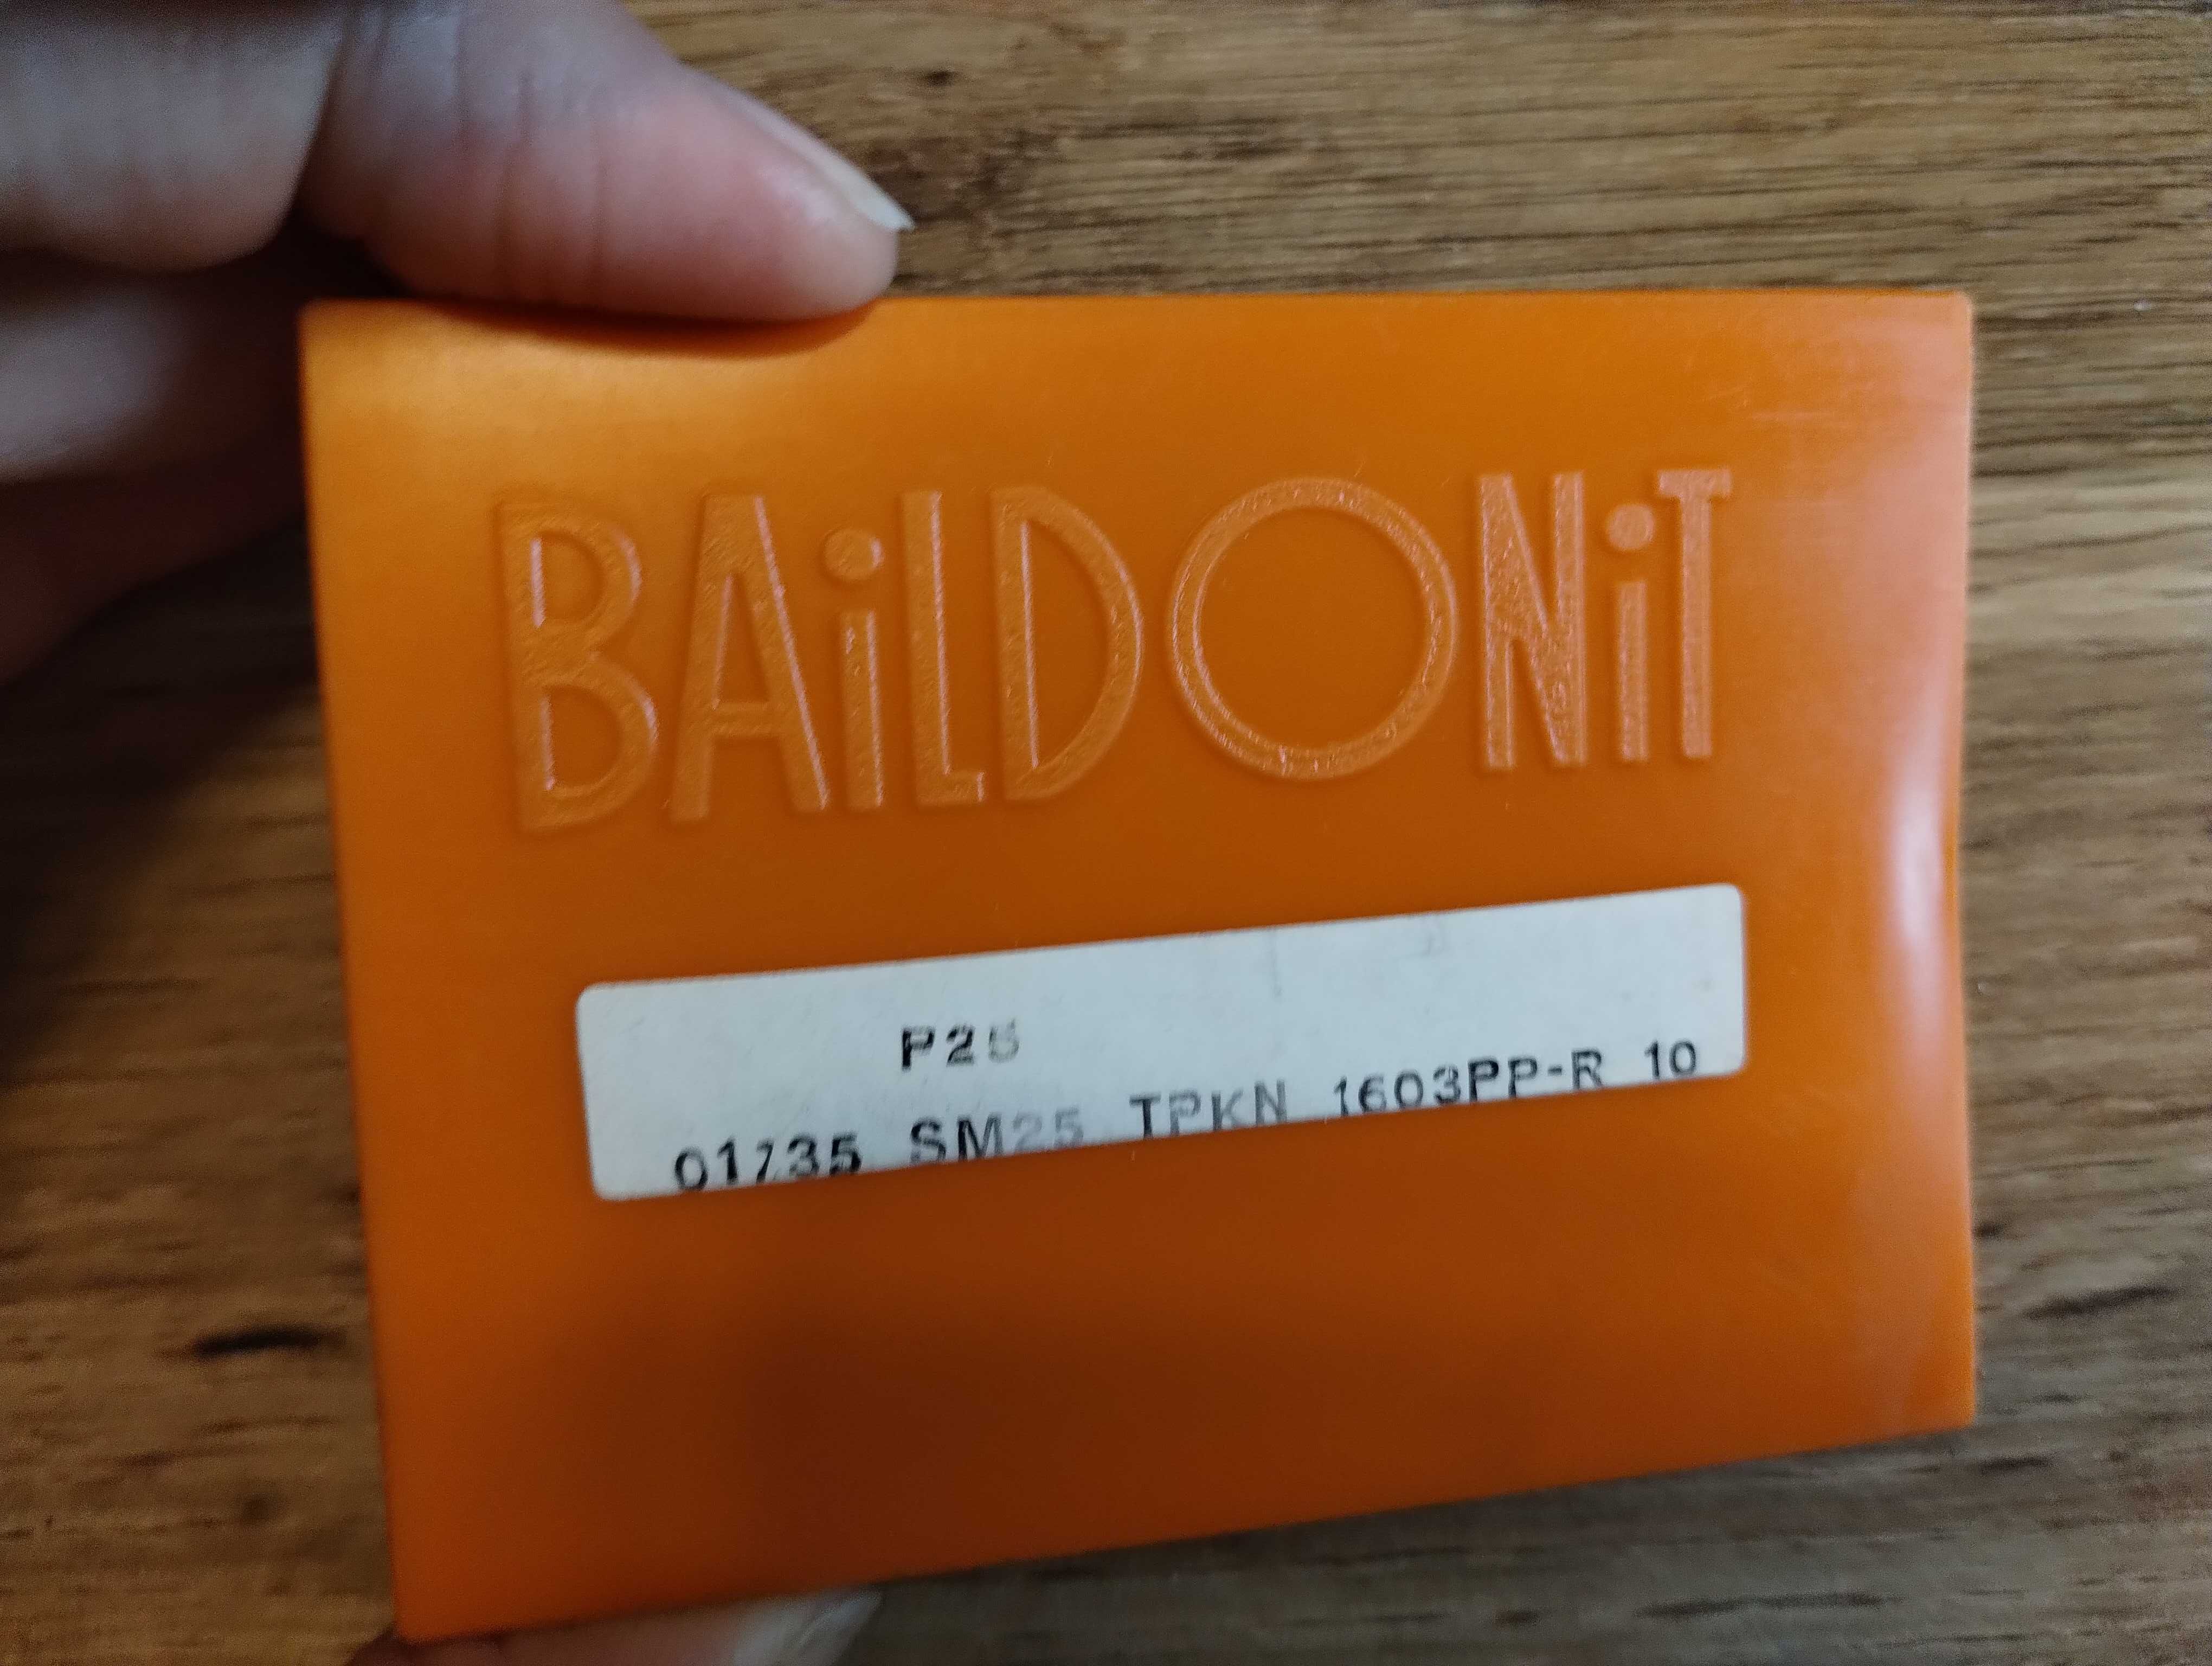 BAiLDONiT
P25
01735 SM25 TPKN 1603PP-R 10